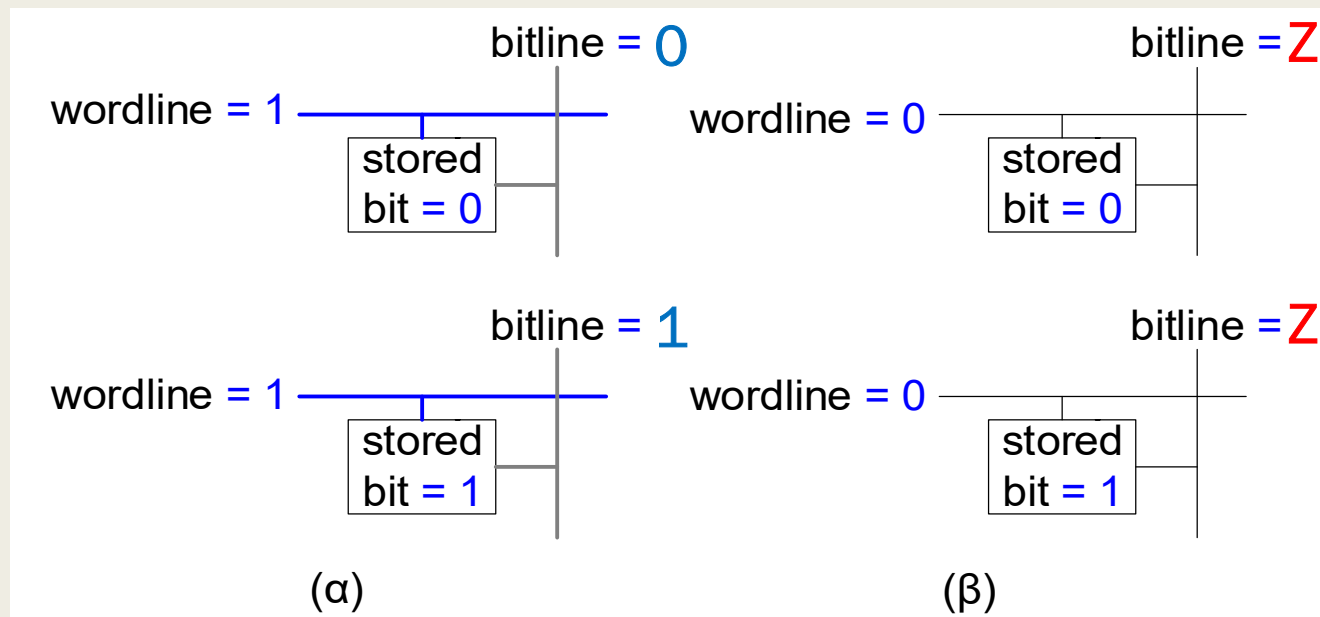 bitline = 0
wordline = 1
stored
bit = 0
bitline = Z
wordline = 0
stored
bit = 0
bitline = 1
wordline = 1
stored
bit = 1
bitline = Z
wordline = 0
stored
bit = 1
(α)
(β)